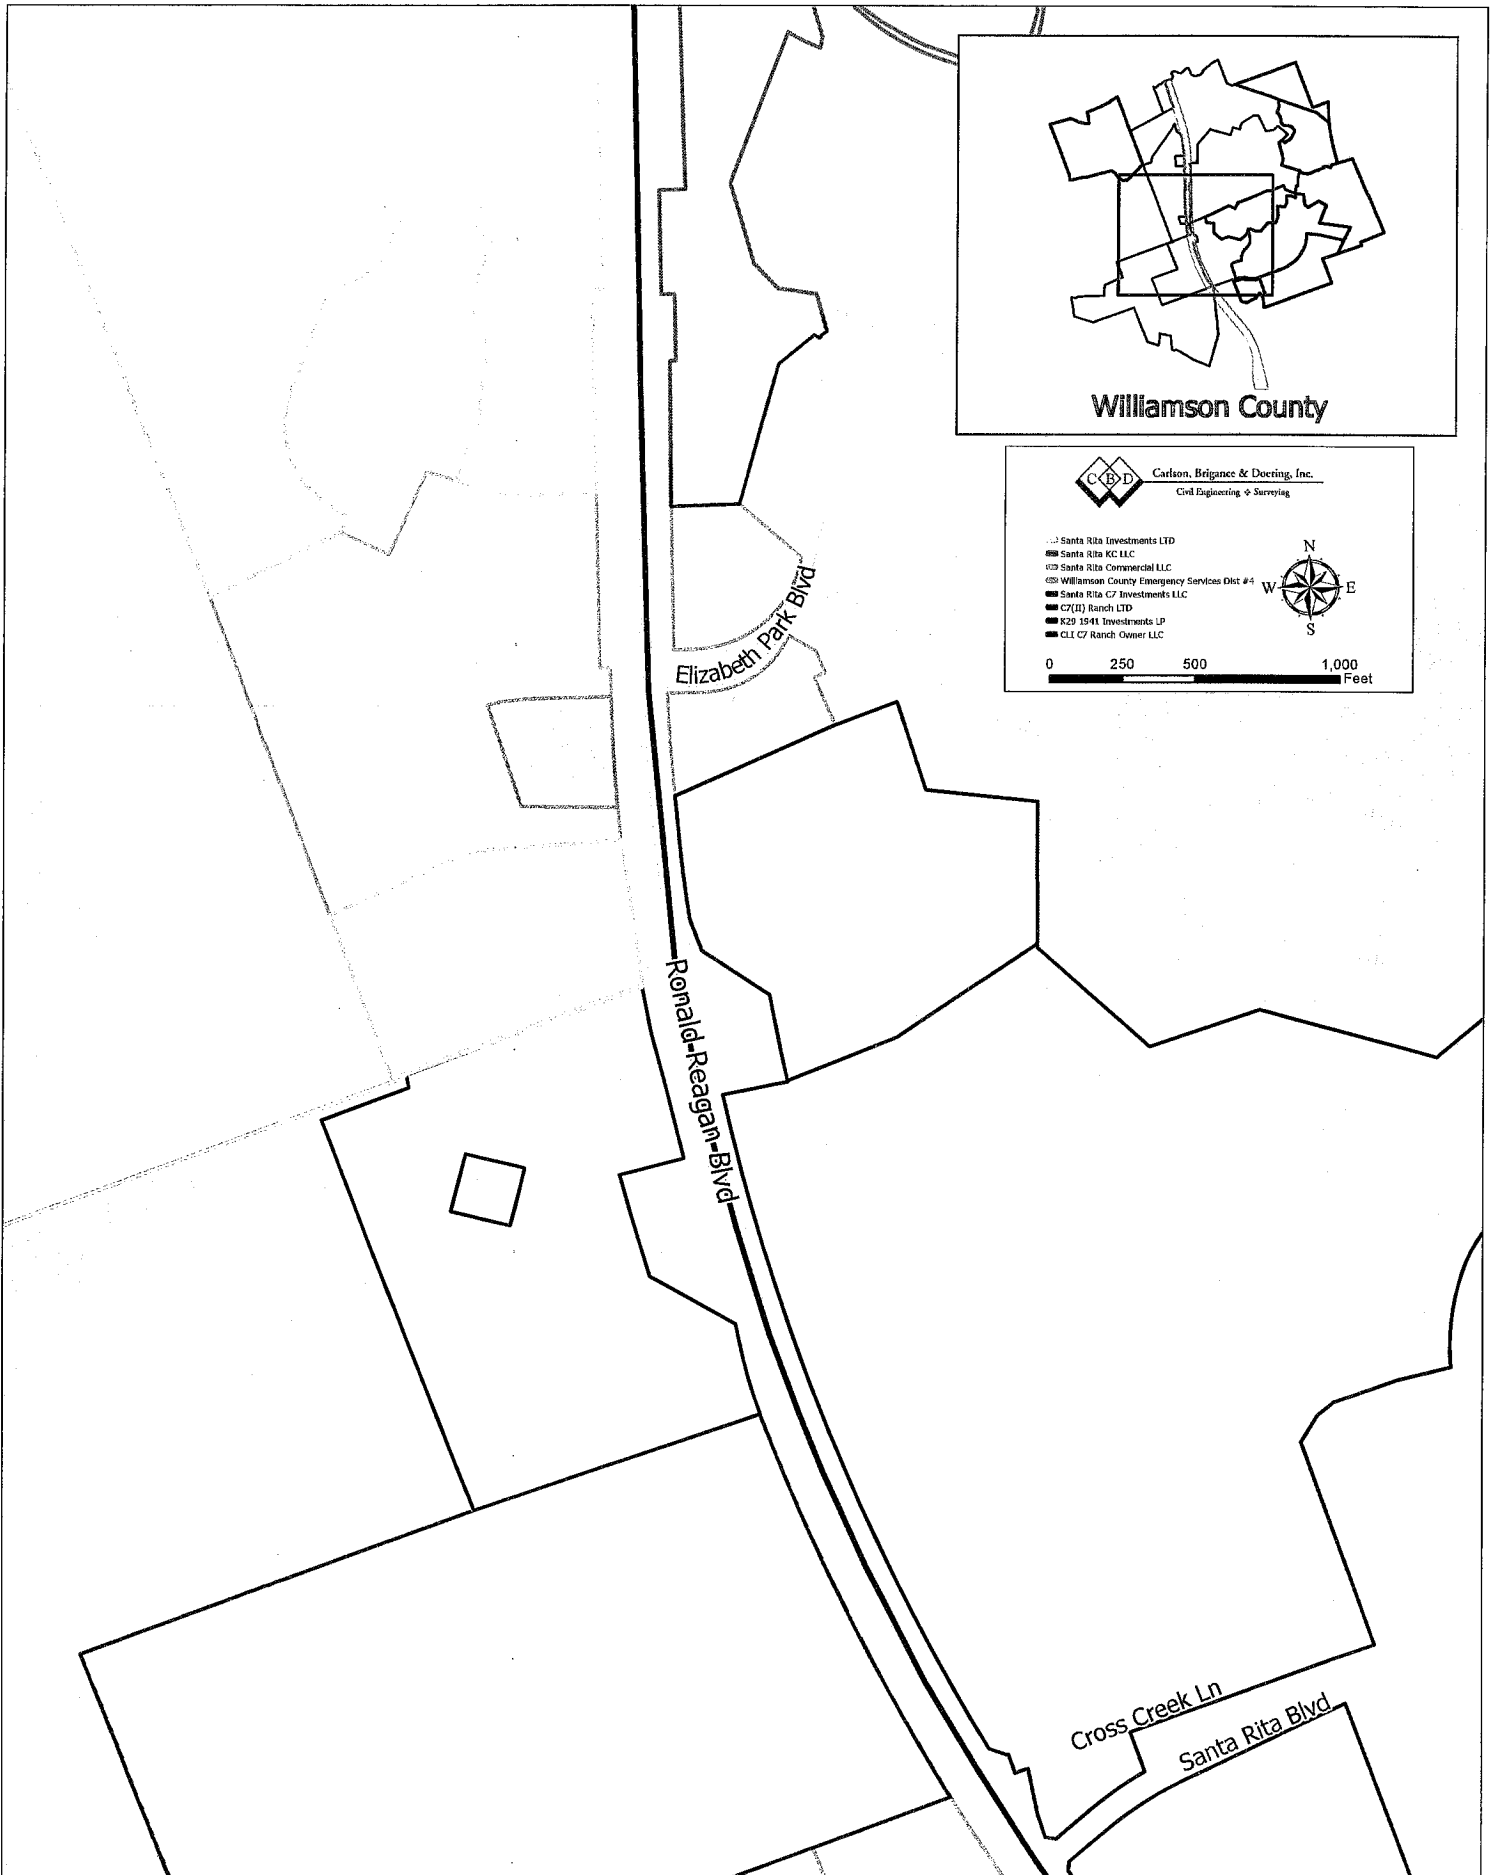 Williamson County
CBD
Carlson, Brigance & Doering, Inc.
Civil Engineering ❖ Surveying
Santa Rita Investments LTD
Santa Rita KC LLC
Santa Rita Commercial LLC
Williamson County Emergency Services Dist #4
Santa Rita C7 Investments LLC
C7(II) Ranch LTD
K29 1941 Investments LP
CLI C7 Ranch Owner LLC
N
W E
S
0 250 500 1,000
Feet
Elizabeth Park Blvd
Ronald-Reagan-Blvd
Cross Creek Ln
Santa Rita Blvd